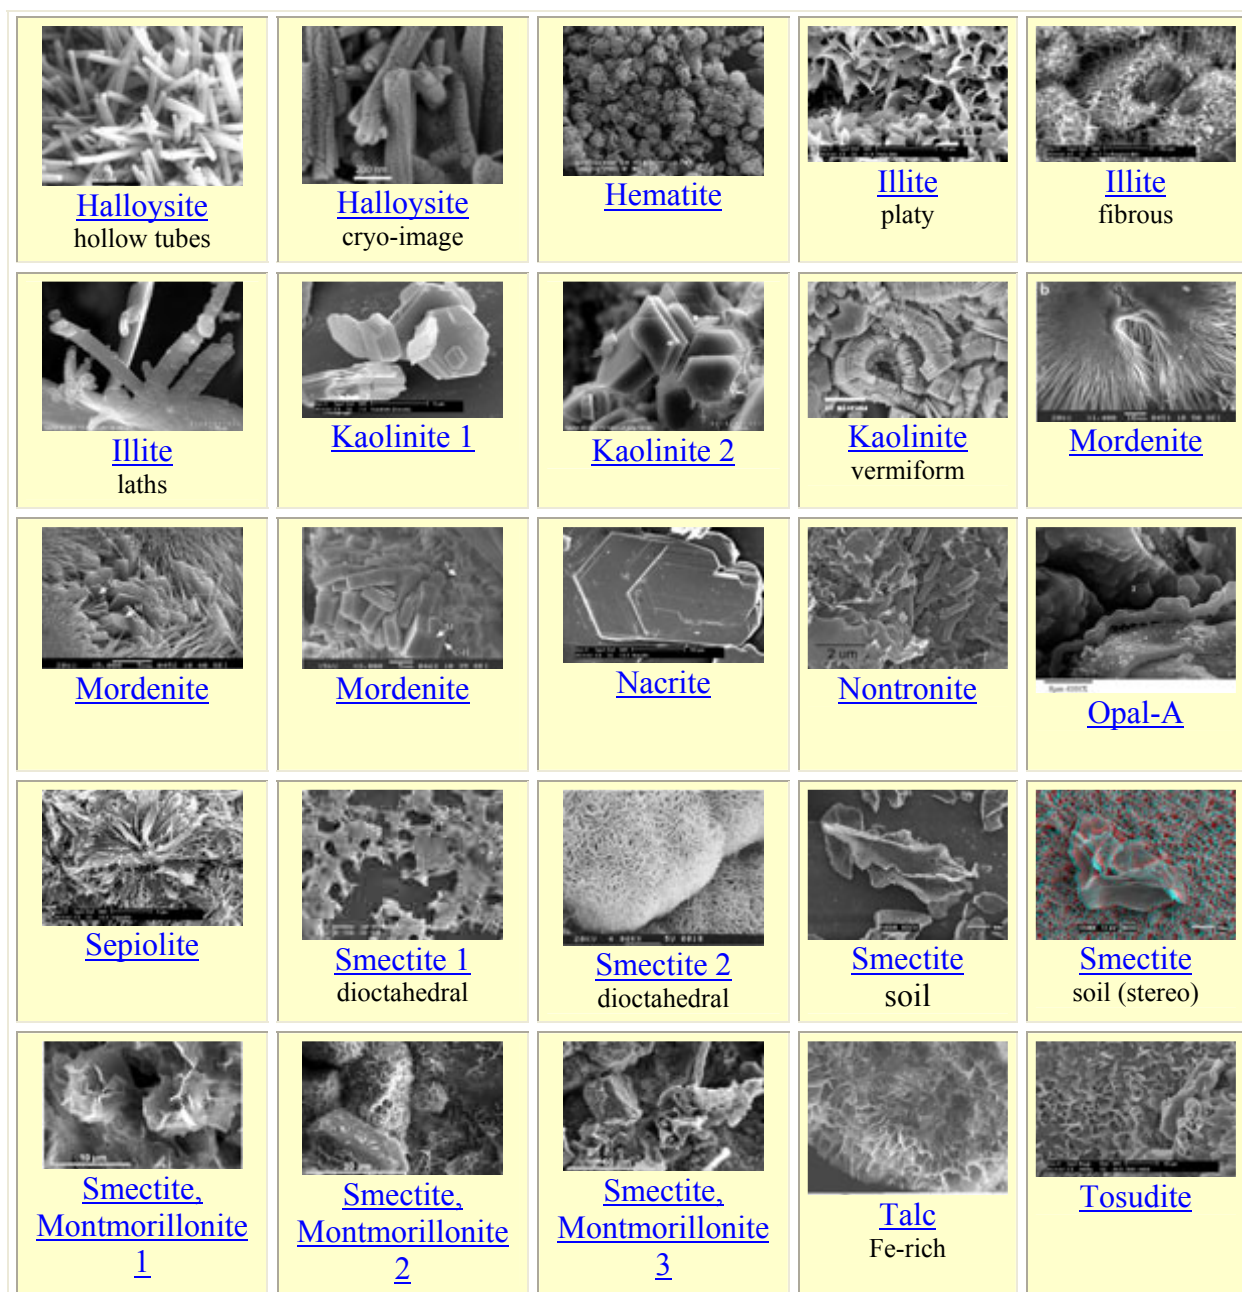 Halloysite
hollow tubes
Halloysite
cryo-image
Hematite
Illite
platy
Illite
fibrous
Illite
laths
Kaolinite 1
Kaolinite 2
Kaolinite
vermiform
b
Mordenite
Mordenite
Mordenite
Nacrite
2 um
Nontronite
Opal-A
Sepiolite
Smectite 1
dioctahedral
Smectite 2
dioctahedral
Smectite
soil
Smectite
soil (stereo)
Smectite,
Montmorillonite
1
Smectite,
Montmorillonite
2
Smectite,
Montmorillonite
3
Talc
Fe-rich
Tosudite